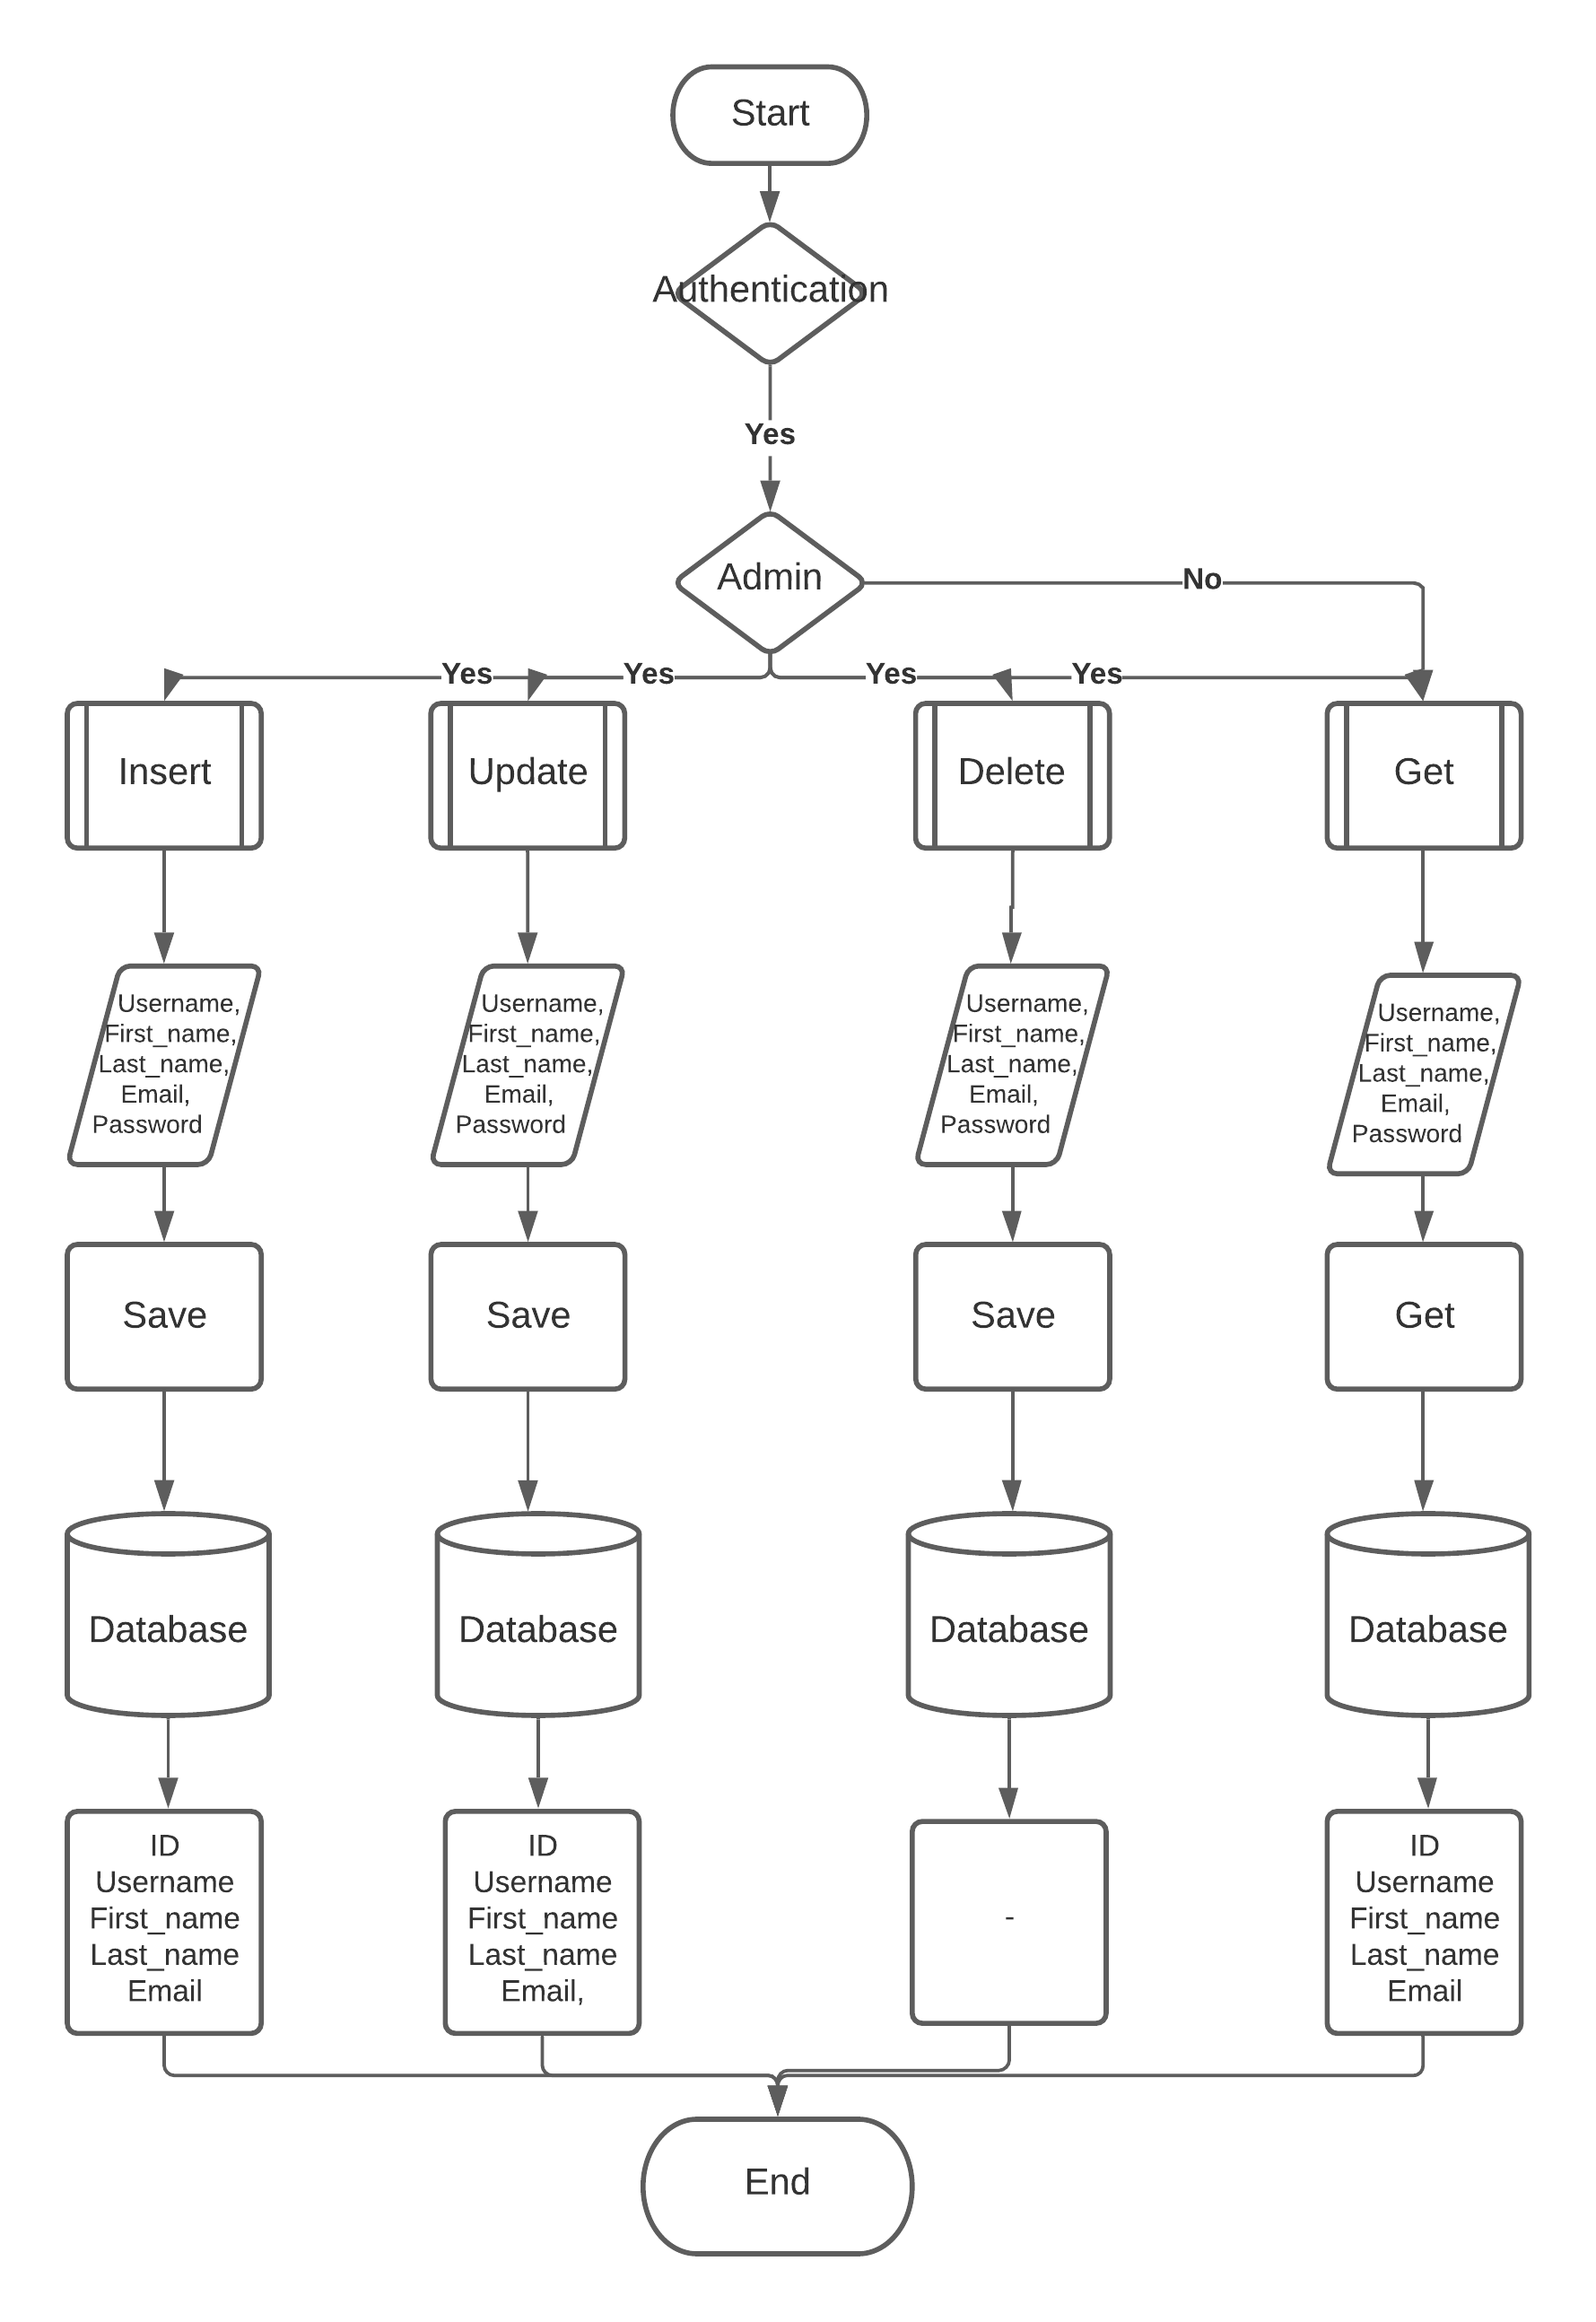 Start
Authentication
Yes
Admin
No
Yes
Yes
Yes
Yes
Insert
Update
Delete
Get
Username,
First_name,
Last_name,
Email,
Password
Username,
First_name,
Last_name,
Email,
Password
Username,
First_name,
Last_name,
Email,
Password
Username,
First_name,
Last_name,
Email,
Password
Save
Save
Save
Get
Database
Database
Database
Database
ID
Username
First_name
Last_name
Email
ID
Username
First_name
Last_name
Email,
-
ID
Username
First_name
Last_name
Email
End